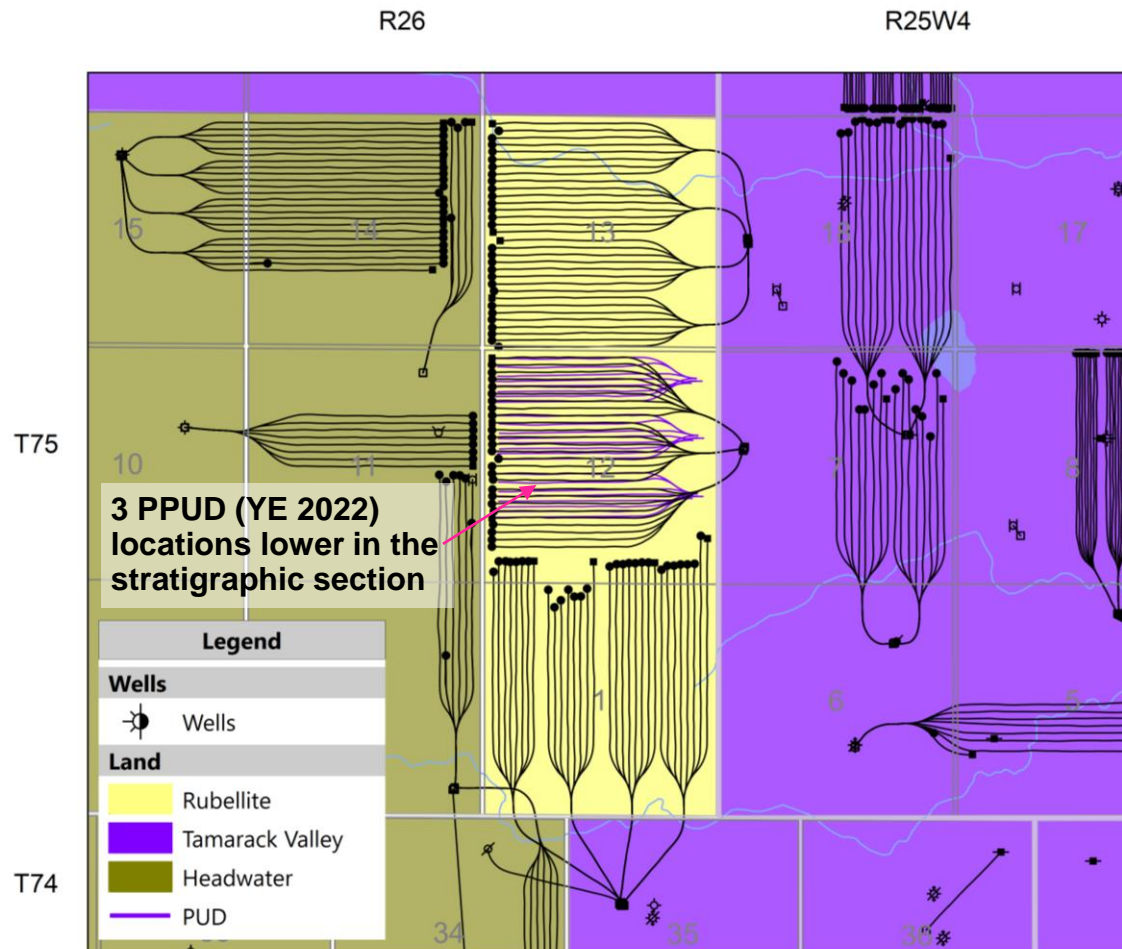 R26
R25W4
15
14
13
18
17
T75
10
11
12
7
8
3 PPUD (YE 2022)
locations lower in the
stratigraphic section
Legend
Wells
Wells
Land
Rubellite
Tamarack Valley
Headwater
PUD
1
6
5
T74
34
35
36